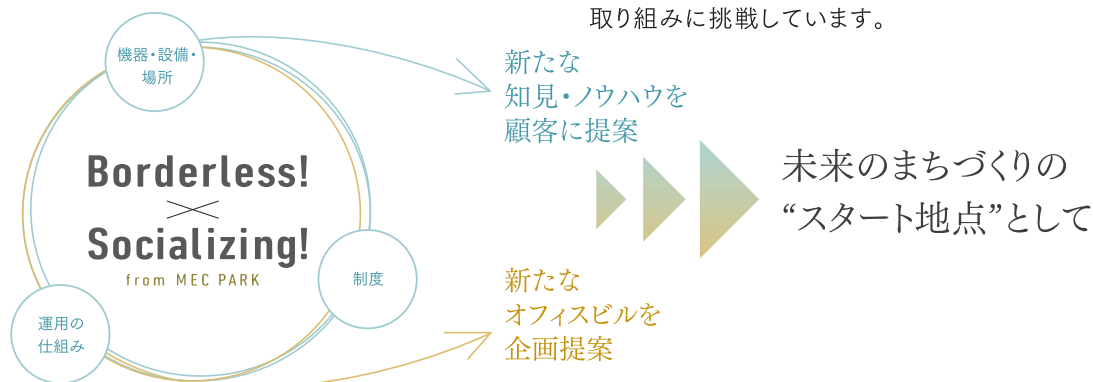 取り組みに挑戦しています。
機器・設備・
場所
新たな
知見・ノウハウを
顧客に提案
Borderless!
×
Socializing!
from MEC PARK
未来のまちづくりの
“スタート地点”として
制度
新たな
オフィスビルを
企画提案
運用の
仕組み